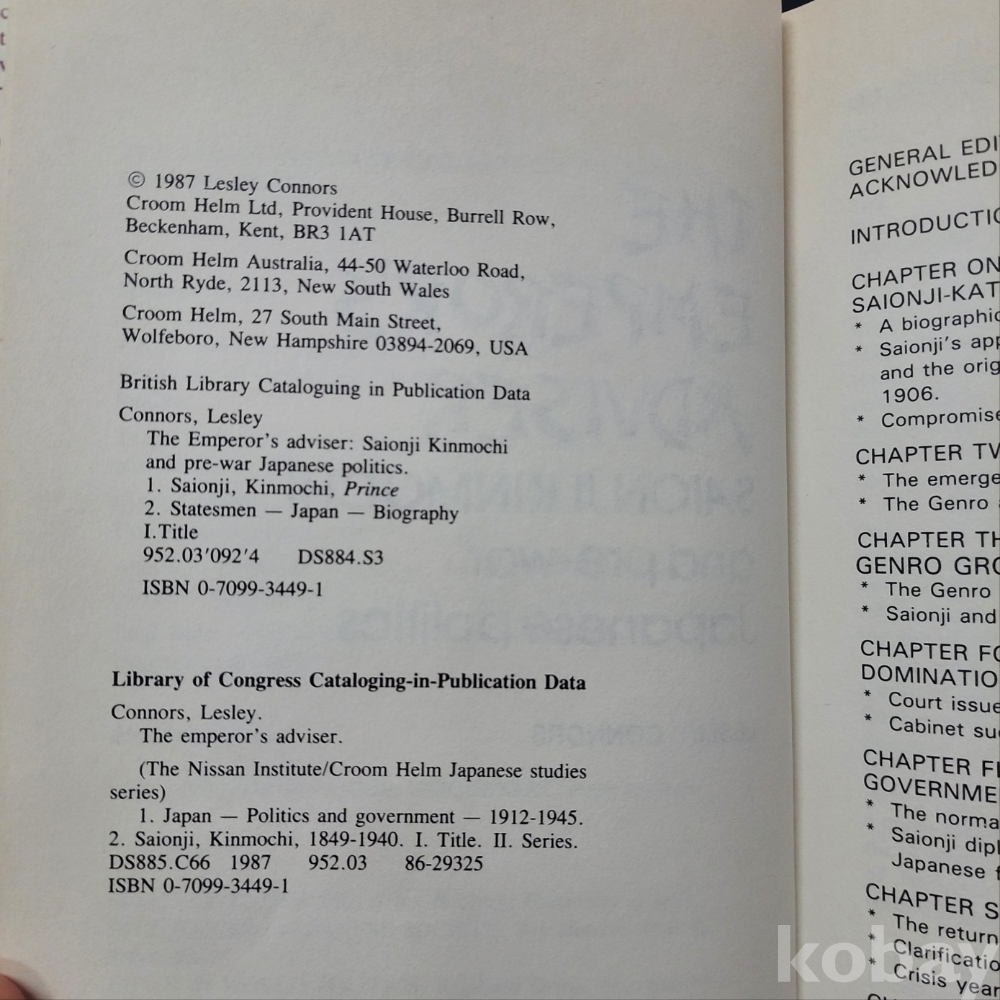 © 1987 Lesley Connors
Croom Helm Ltd, Provident House, Burrell Row,
Beckenham, Kent, BR3 1AT
Croom Helm Australia, 44-50 Waterloo Road,
North Ryde, 2113, New South Wales
Croom Helm, 27 South Main Street,
Wolfeboro, New Hampshire 03894-2069, USA
British Library Cataloguing in Publication Data
Connors, Lesley
The Emperor's adviser: Saionji Kinmochi
and pre-war Japanese politics.
1. Saionji, Kinmochi, Prince
2. Statesmen — Japan — Biography
I.Title
952.03'092'4 DS884.S3
ISBN 0-7099-3449-1
Library of Congress Cataloging-in-Publication Data
Connors, Lesley.
The emperor's adviser.
(The Nissan Institute/Croom Helm Japanese studies
series)
1. Japan — Politics and government — 1912-1945.
2. Saionji, Kinmochi, 1849-1940. I. Title. II. Series.
DS885.C66 1987 952.03 86-29325
ISBN 0-7099-3449-1
GENERAL EDI
ACKNOWLED
INTRODUCTIO
CHAPTER ON
SAIONJI-KAT
* A biographic
* Saionji's app
and the orig
1906.
* Compromise
CHAPTER TW
* The emerge
* The Genro
CHAPTER TH
GENRO GRO
* The Genro
* Saionji and
CHAPTER FO
DOMINATIO
* Court issue
* Cabinet su
CHAPTER FI
GOVERNME
* The norma
* Saionji dipl
Japanese f
CHAPTER S
* The return
* Clarificatio
* Crisis year
kobay